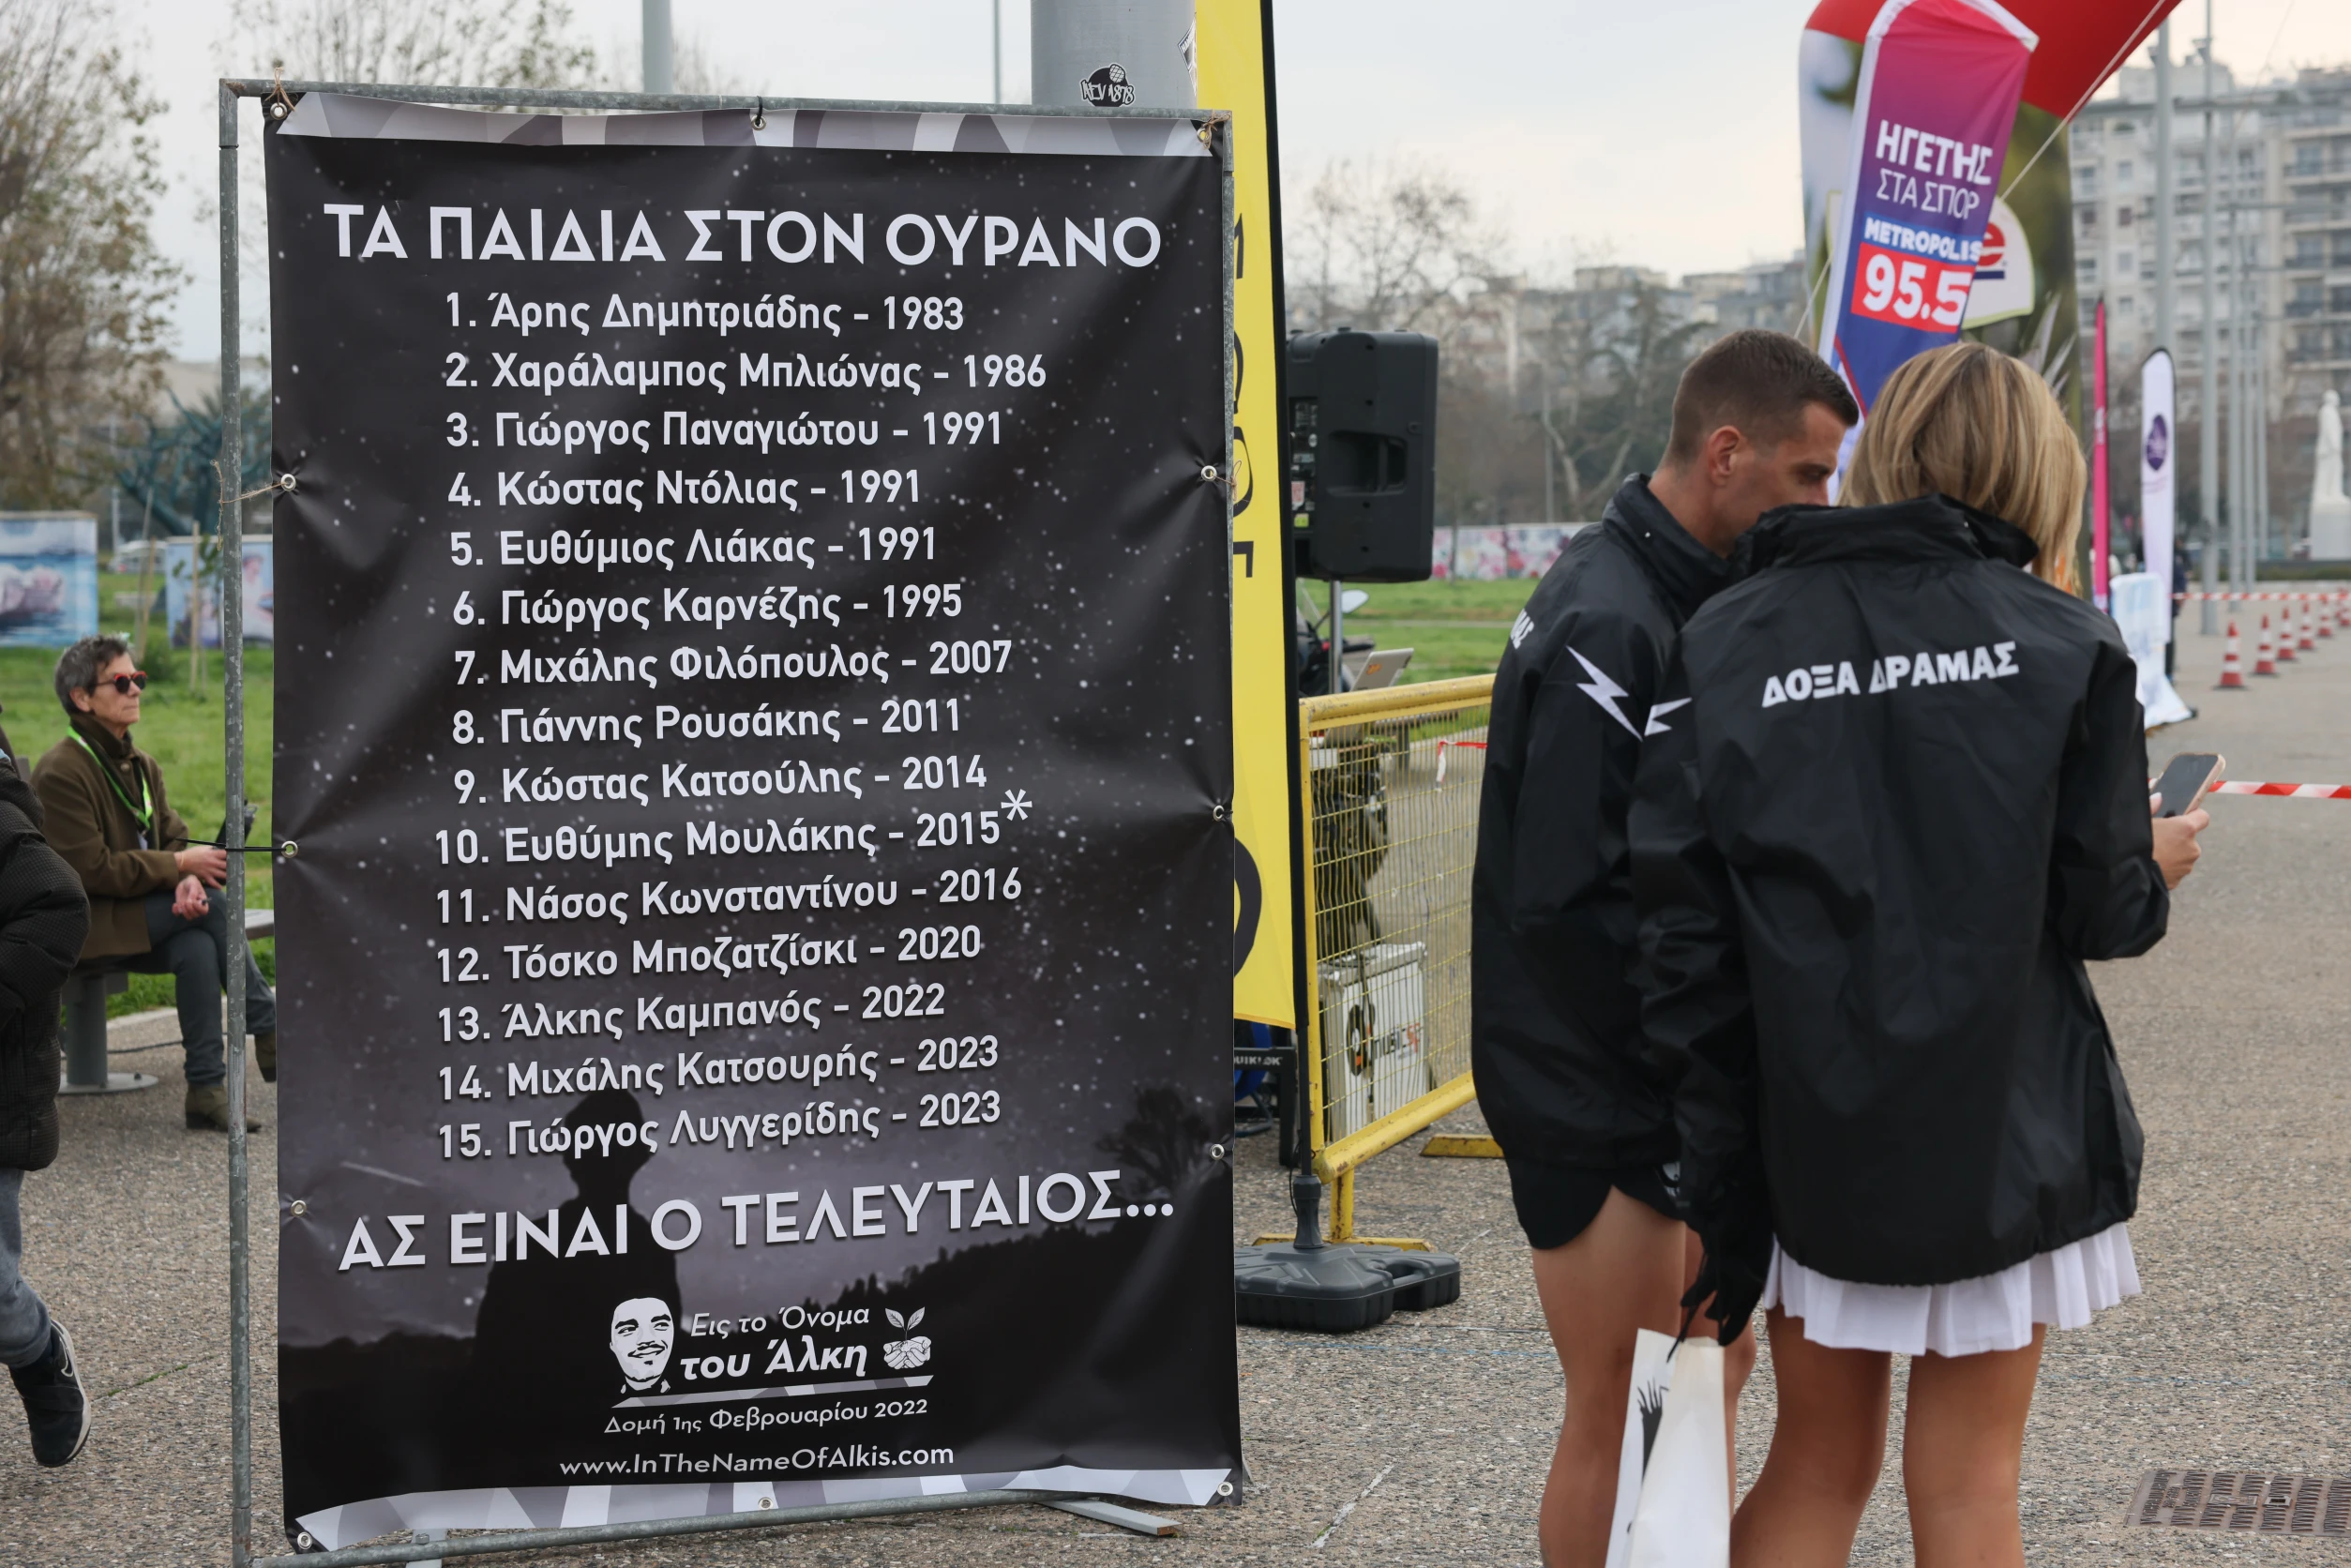 ΤΑ ΠΑΙΔΙΑ ΣΤΟΝ ΟΥΡΑΝΟ
1. Άρης Δημητριάδης - 1983
2. Χαράλαμπος Μπλιώνας - 1986
3. Γιώργος Παναγιώτου - 1991
4. Κώστας Ντόλιας - 1991
5. Ευθύμιος Λιάκας - 1991
6. Γιώργος Καρνέζης - 1995
7. Μιχάλης Φιλόπουλος - 2007
8. Γιάννης Ρουσάκης - 2011
9. Κώστας Κατσούλης - 2014
10. Ευθύμης Μουλάκης - 2015*
11. Νάσος Κωνσταντίνου - 2016
12. Τόσκο Μποζατζίσκι - 2020
13. Άλκης Καμπανός - 2022
14. Μιχάλης Κατσουρής - 2023
15. Γιώργος Λυγγερίδης - 2023
ΑΣ ΕΙΝΑΙ Ο ΤΕΛΕΥΤΑΙΟΣ...
Εις το Όνομα
του Άλκη
Δομή 1ης Φεβρουαρίου 2022
www.InTheNameOfAlkis.com
ΗΓΕΤΗΣ
ΣΤΑ ΣΠΟΡ
METROPOLIS
95.5
ΔΟΞΑ ΔΡΑΜΑΣ